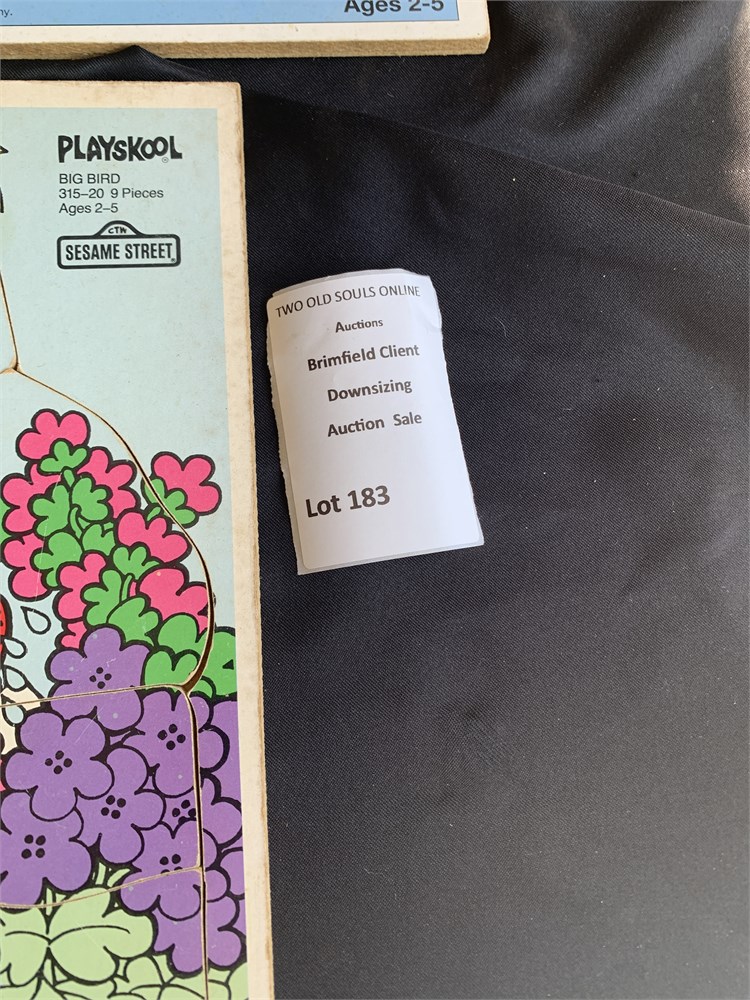 ny.
Ages 2-5
PLAYSKOOL®
BIG BIRD
315–20 9 Pieces
Ages 2–5
CTW
SESAME STREET
TWO OLD SOULS ONLINE
Auctions
Brimfield Client
Downsizing
Auction Sale
Lot 183